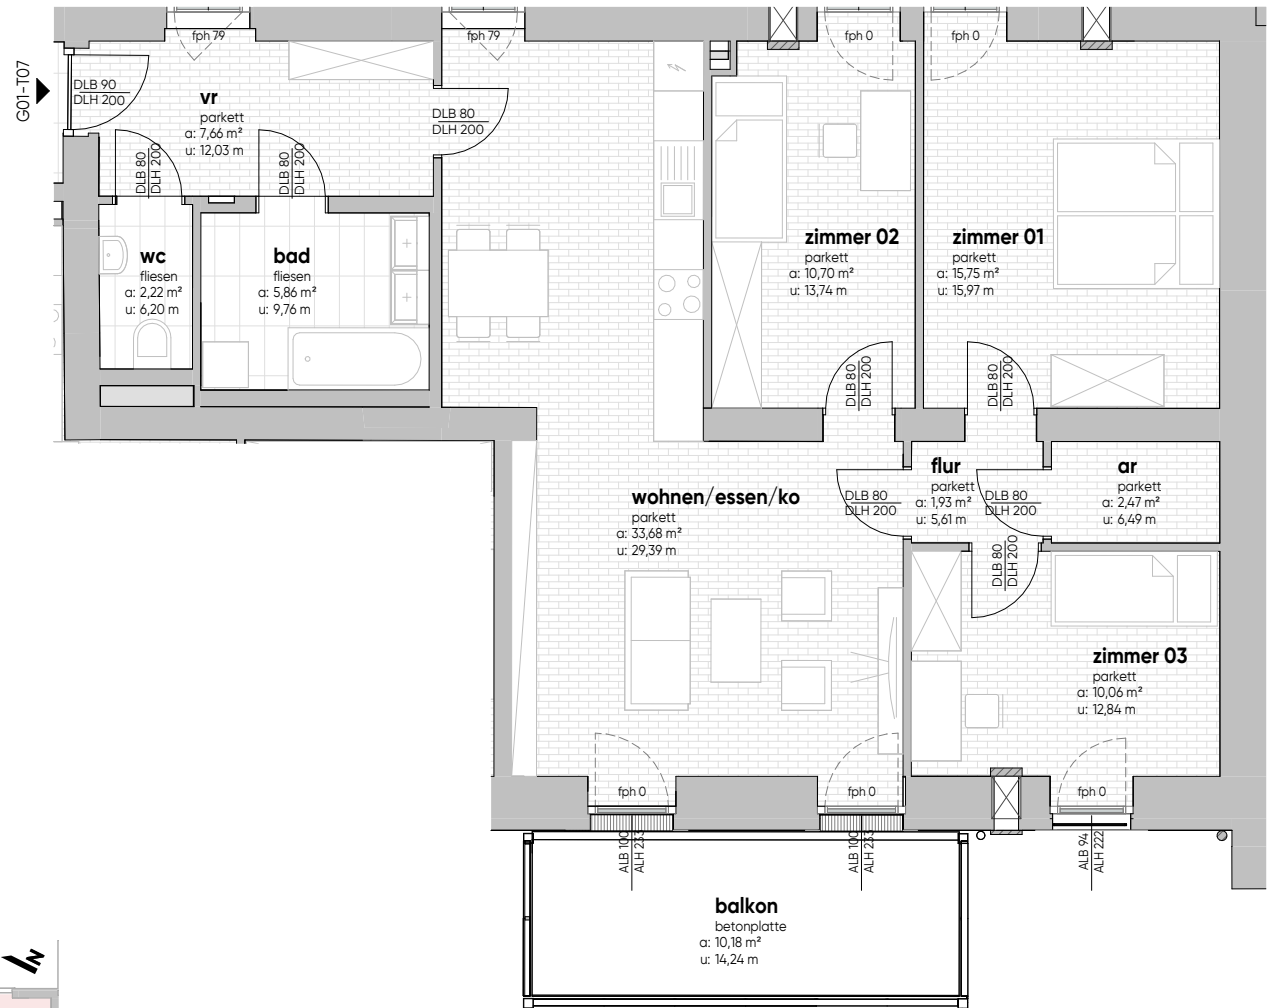 fph 79
fph 79
fph 0
fph 0
G01-T07
DLB 90
DLH 200
vr
parkett
a: 7,66 m²
u: 12,03 m
DLB 80
DLH 200
DLB 80
DLH 200
DLB 80
DLH 200
wc
fliesen
a: 2,22 m²
u: 6,20 m
bad
fliesen
a: 5,86 m²
u: 9,76 m
zimmer 02
parkett
a: 10,70 m²
u: 13,74 m
zimmer 01
parkett
a: 15,75 m²
u: 15,97 m
DLB 80
DLH 200
DLB 80
DLH 200
wohnen/essen/ko
parkett
a: 33,68 m²
u: 29,39 m
DLB 80
DLH 200
flur
parkett
a: 1,93 m²
u: 5,61 m
DLB 80
DLH 200
ar
parkett
a: 2,47 m²
u: 6,49 m
DLB 80
DLH 200
zimmer 03
parkett
a: 10,06 m²
u: 12,84 m
fph 0
fph 0
fph 0
ALB 100
ALH 233
ALB 100
ALH 233
ALB 94
ALH 222
balkon
betonplatte
a: 10,18 m²
u: 14,24 m
N